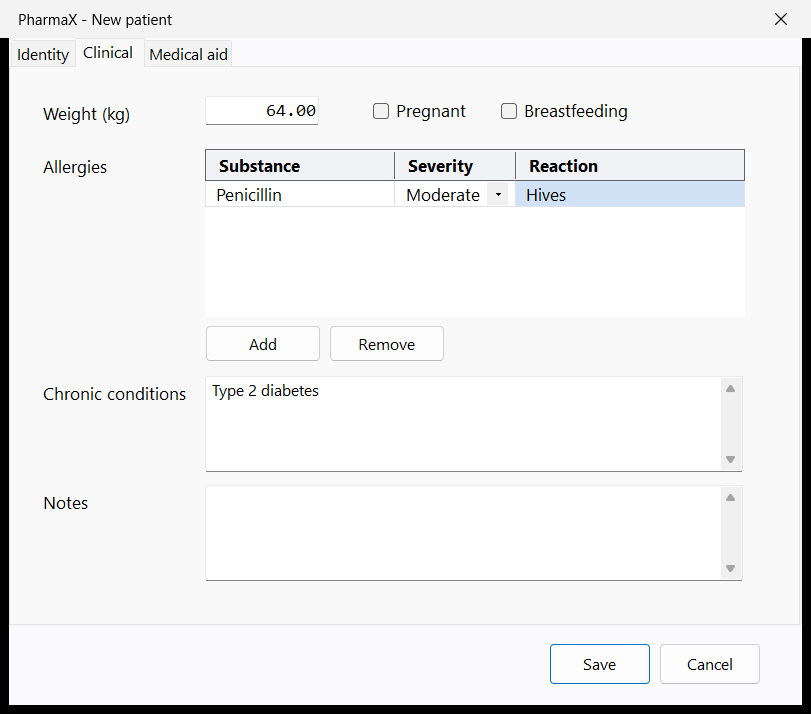 PharmaX - New patient
Identity Clinical Medical aid
Weight (kg) 64.00 Pregnant Breastfeeding
Allergies Substance Severity Reaction
Penicillin Moderate Hives
Add Remove
Chronic conditions Type 2 diabetes
Notes
Save Cancel